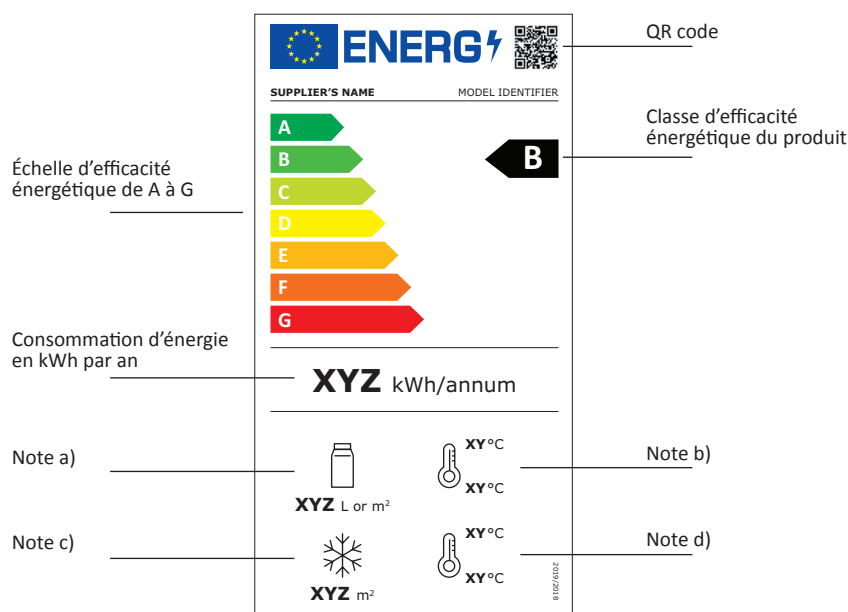 ENERG
QR code
SUPPLIER'S NAME MODEL IDENTIFIER
A
B
C
D
E
F
G
B
Classe d'efficacité
énergétique du produit
Échelle d'efficacité
énergétique de A à G
Consommation d'énergie
en kWh par an
XYZ kWh/annum
Note a)
XYZ L or m²
XY°C
XY°C
Note b)
Note c)
XYZ m²
XY°C
XY°C
Note d)
2019/2018